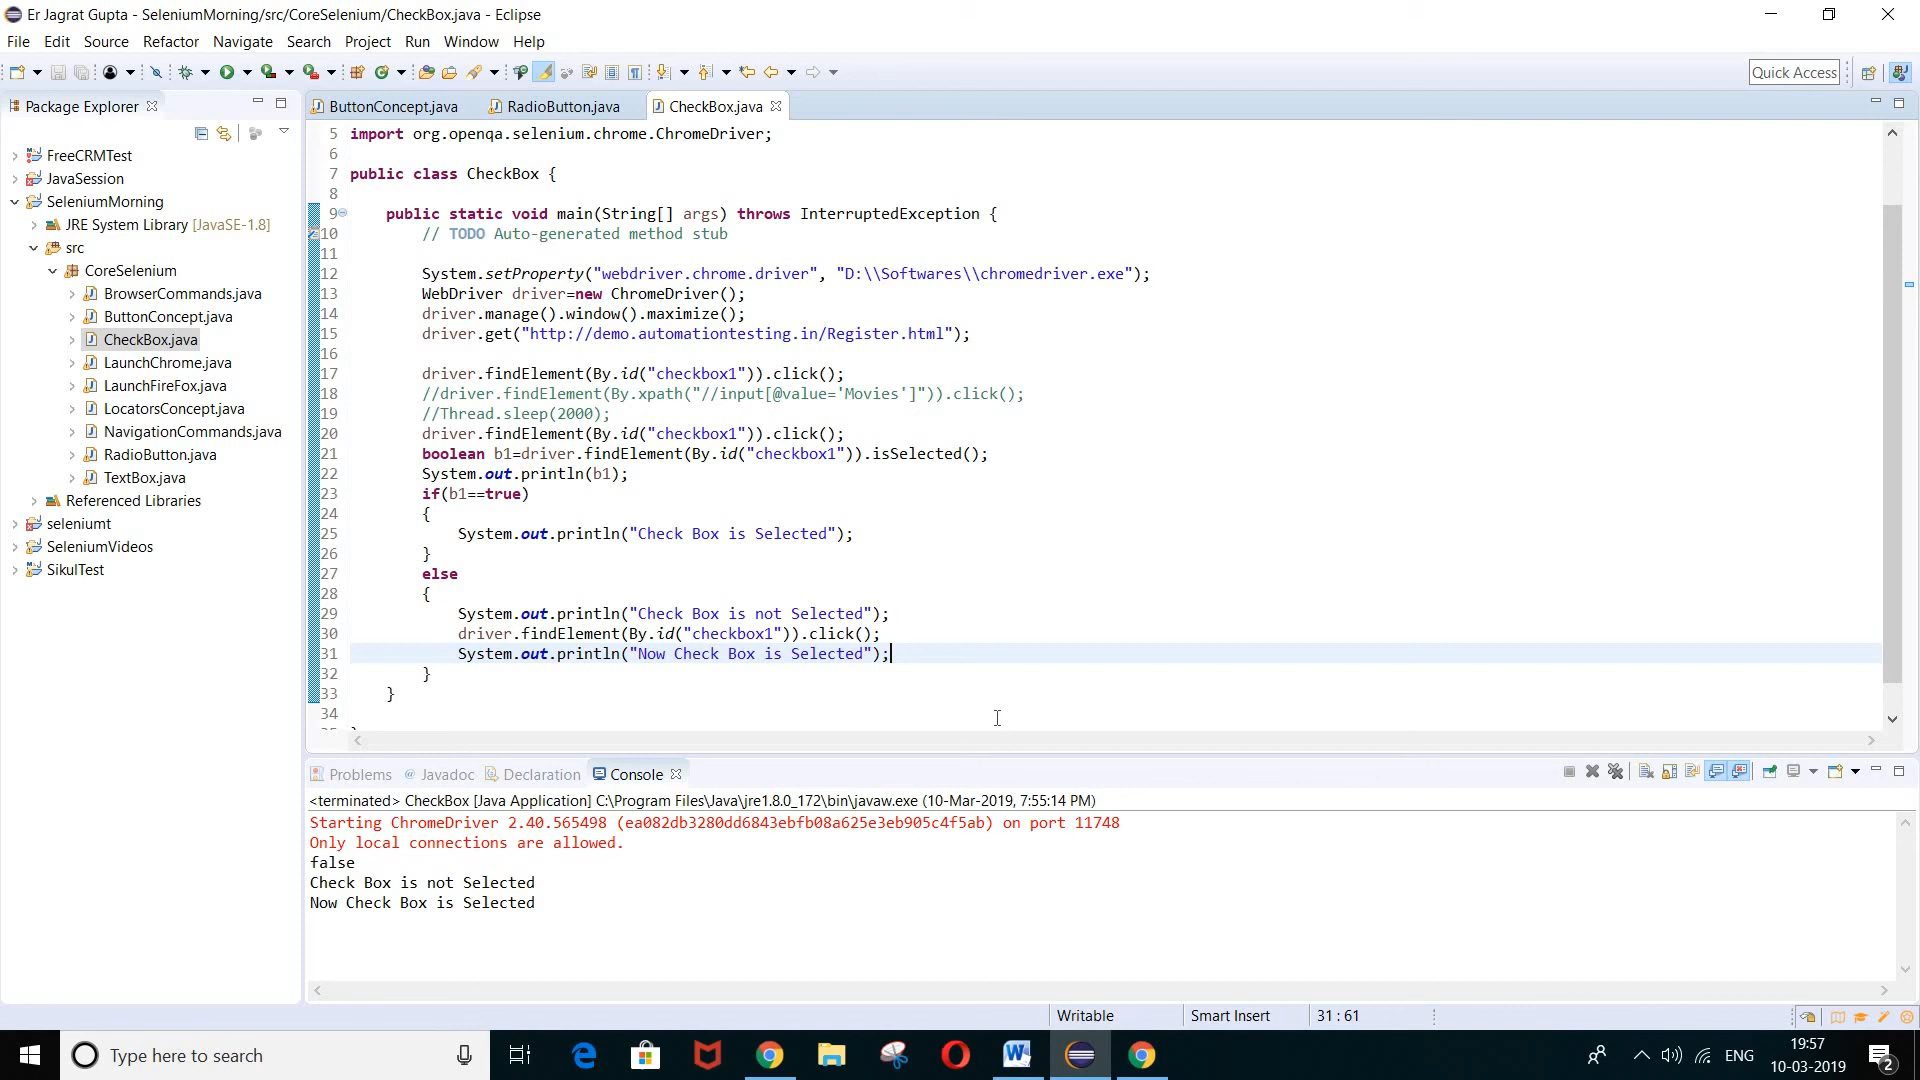 Er Jagrat Gupta - SeleniumMorning/src/CoreSelenium/CheckBox.java - Eclipse
File Edit Source Refactor Navigate Search Project Run Window Help
Quick Access
Package Explorer
FreeCRMTest
JavaSession
SeleniumMorning
JRE System Library [JavaSE-1.8]
src
CoreSelenium
BrowserCommands.java
ButtonConcept.java
CheckBox.java
LaunchChrome.java
LaunchFireFox.java
LocatorsConcept.java
NavigationCommands.java
RadioButton.java
TextBox.java
Referenced Libraries
seleniumt
SeleniumVideos
SikulTest
ButtonConcept.java RadioButton.java CheckBox.java
5 import org.openqa.selenium.chrome.ChromeDriver;
6
7 public class CheckBox {
8
9 public static void main(String[] args) throws InterruptedException {
10 // TODO Auto-generated method stub
11
12 System.setProperty("webdriver.chrome.driver", "D:\\Softwares\\chromedriver.exe");
13 WebDriver driver=new ChromeDriver();
14 driver.manage().window().maximize();
15 driver.get("http://demo.automationtesting.in/Register.html");
16
17 driver.findElement(By.id("checkbox1")).click();
18 //driver.findElement(By.xpath("//input[@value='Movies']")).click();
19 //Thread.sleep(2000);
20 driver.findElement(By.id("checkbox1")).click();
21 boolean b1=driver.findElement(By.id("checkbox1")).isSelected();
22 System.out.println(b1);
23 if(b1==true)
24 {
25 System.out.println("Check Box is Selected");
26 }
27 else
28 {
29 System.out.println("Check Box is not Selected");
30 driver.findElement(By.id("checkbox1")).click();
31 System.out.println("Now Check Box is Selected");
32 }
33 }
34
Problems @ Javadoc Declaration Console
<terminated> CheckBox [Java Application] C:\Program Files\Java\jre1.8.0_172\bin\javaw.exe (10-Mar-2019, 7:55:14 PM)
Starting ChromeDriver 2.40.565498 (ea082db3280dd6843ebfb08a625e3eb905c4f5ab) on port 11748
Only local connections are allowed.
false
Check Box is not Selected
Now Check Box is Selected
Writable Smart Insert 31 : 61
Type here to search
ENG
19:57
10-03-2019
2